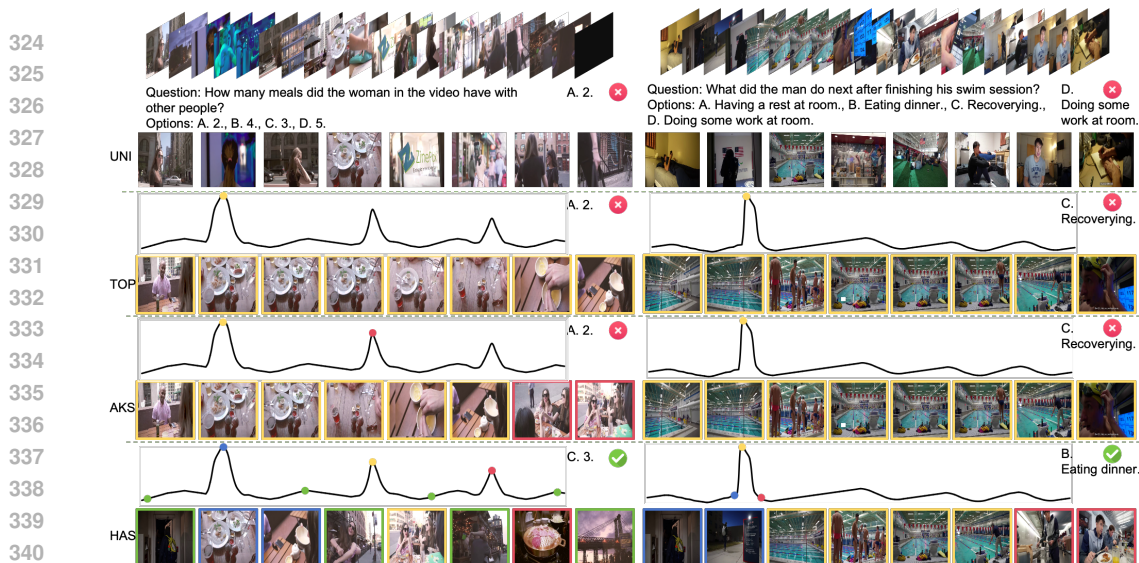 324
325
326
327
328
329
330
331
332
333
334
335
336
337
338
339
340
Question: How many meals did the woman in the video have with
other people?
Options: A. 2., B. 4., C. 3., D. 5.
A. 2.
Question: What did the man do next after finishing his swim session?
Options: A. Having a rest at room., B. Eating dinner., C. Recoverying.,
D. Doing some work at room.
D.
Doing some
work at room.
UNI
A. 2.
C.
Recoverying.
TOP
A. 2.
C.
Recoverying.
AKS
C. 3.
B.
Eating dinner.
HAS